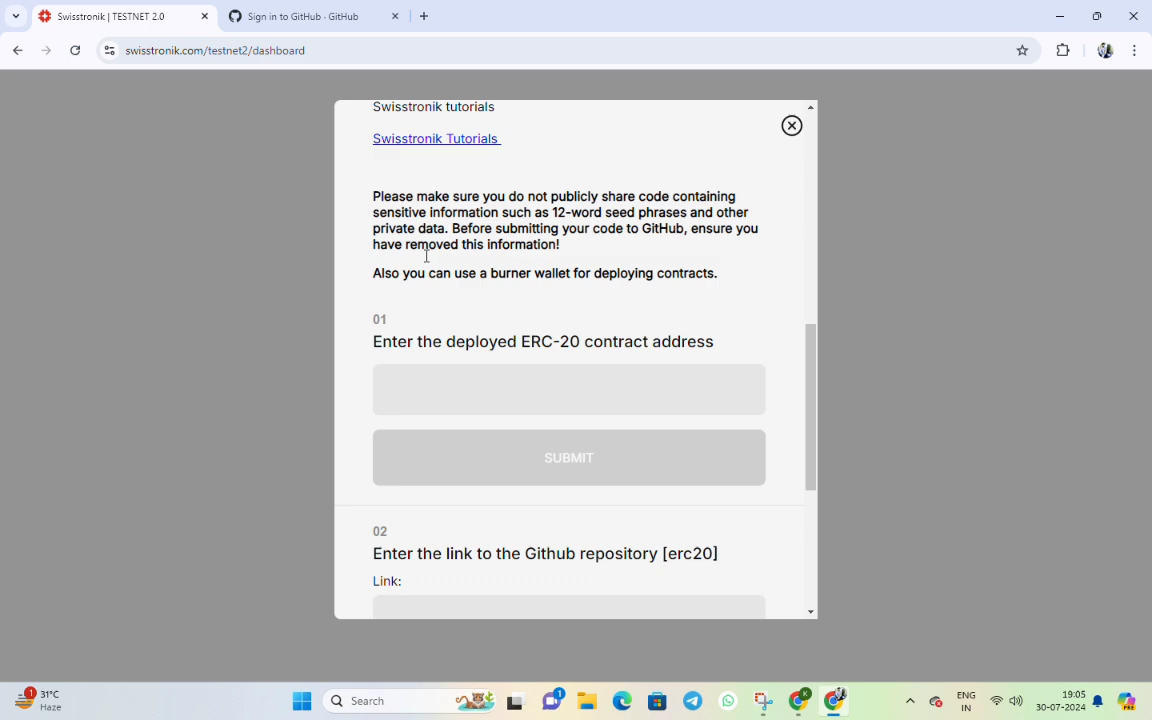 Swisstronik | TESTNET 2.0
Sign in to GitHub · GitHub
swisstronik.com/testnet2/dashboard
Swisstronik tutorials
Swisstronik Tutorials
Please make sure you do not publicly share code containing
sensitive information such as 12-word seed phrases and other
private data. Before submitting your code to GitHub, ensure you
have removed this information!
Also you can use a burner wallet for deploying contracts.
01
Enter the deployed ERC-20 contract address
SUBMIT
02
Enter the link to the Github repository [erc20]
Link:
1
31°C
Haze
Search
1
K
ENG
IN
19:05
30-07-2024
PRE